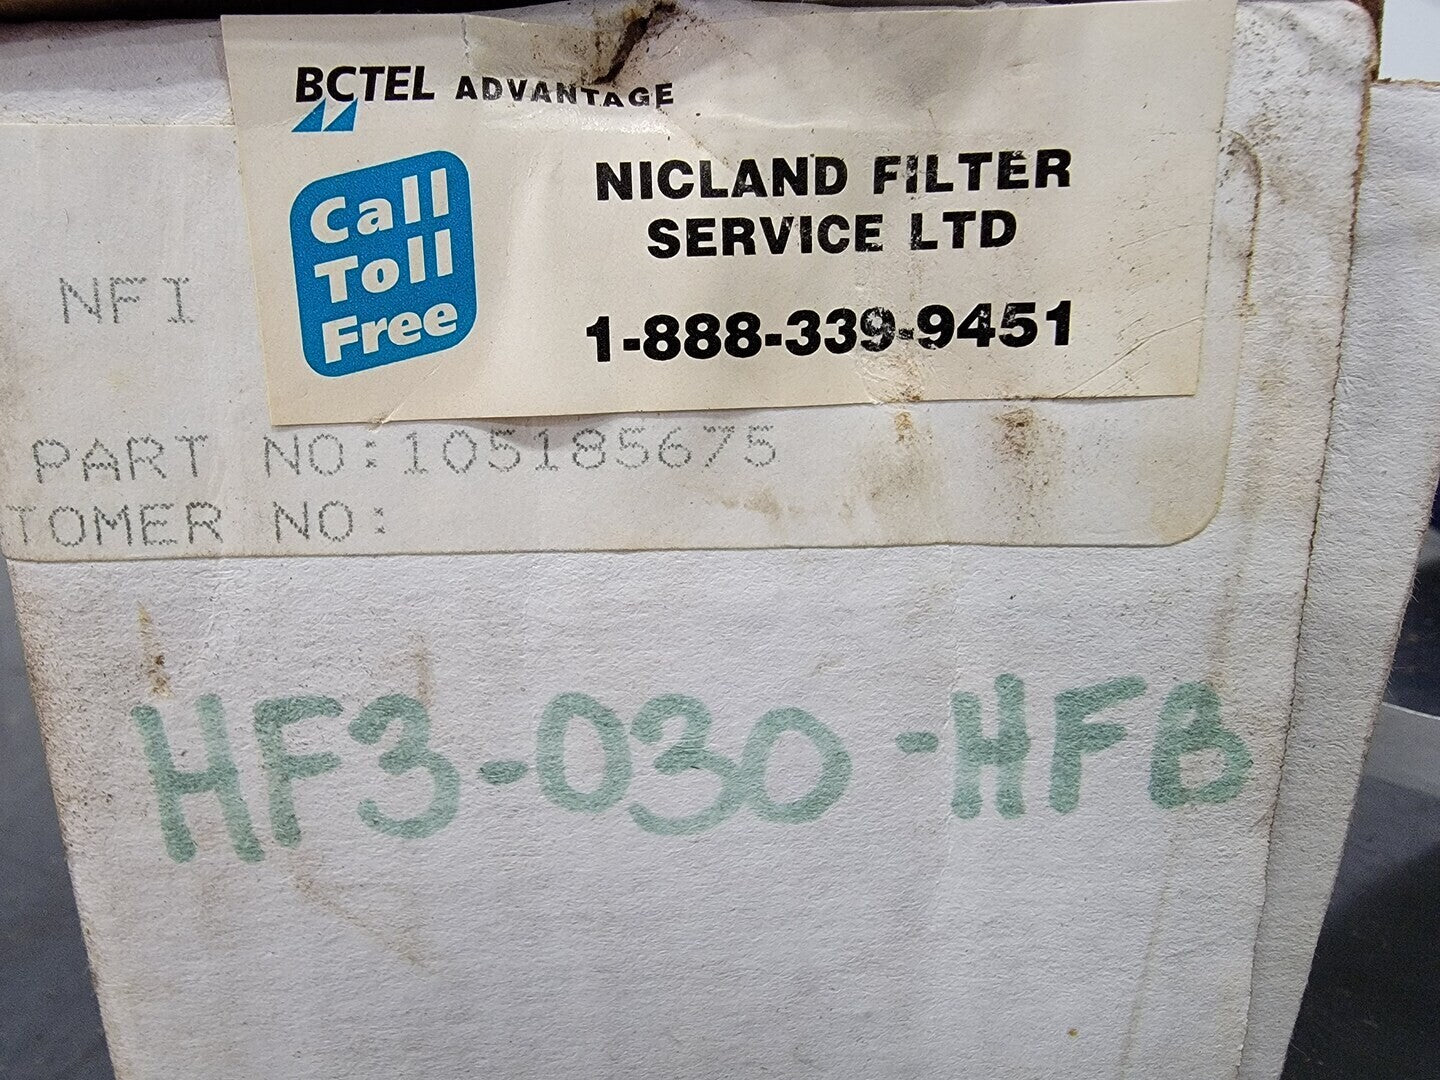 BCTEL ADVANTAGE
Call
Toll
Free
NICLAND FILTER
SERVICE LTD
1-888-339-9451
NFI
PART NO:105185675
TOMER NO:
HF3-030-HFB